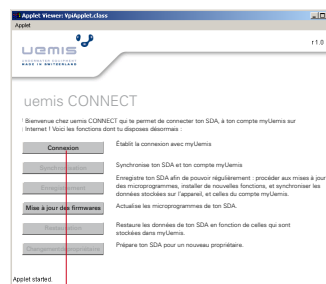 Applet Viewer: VpiApplet.class
Applet
r 1.0
uemis
UNDERWATER EQUIPMENT
MADE IN SWITZERLAND
uemis CONNECT
Bienvenue chez uemis CONNECT qui te permet de connecter ton SDA, à ton compte myUemis sur
Internet ! Voici les fonctions dont tu disposes désormais :
Connexion
Établit la connexion avec myUemis
Synchronisation
Synchronise ton SDA et ton compte myUemis
Enregistrement
Enregistre ton SDA afin de pouvoir régulièrement : procéder aux mises à jour
des microprogrammes, installer de nouvelles fonctions, et synchroniser les
données stockées sur l'appareil, et celles du compte myUemis.
Mise à jour des firmwares
Actualise les microprogrammes de ton SDA.
Restauration
Restaure les données de ton SDA en fonction de celles qui sont
stockées dans myUemis.
Changement de propriétaire
Prépare ton SDA pour un nouveau propriétaire.
Applet started.